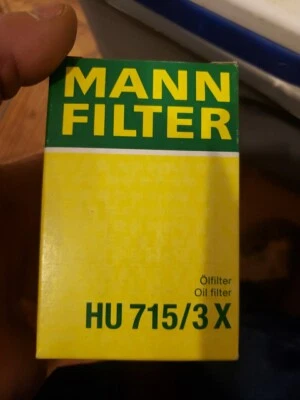 MANN
FILTER
Ölfilter
Oil filter
HU 715/3 X